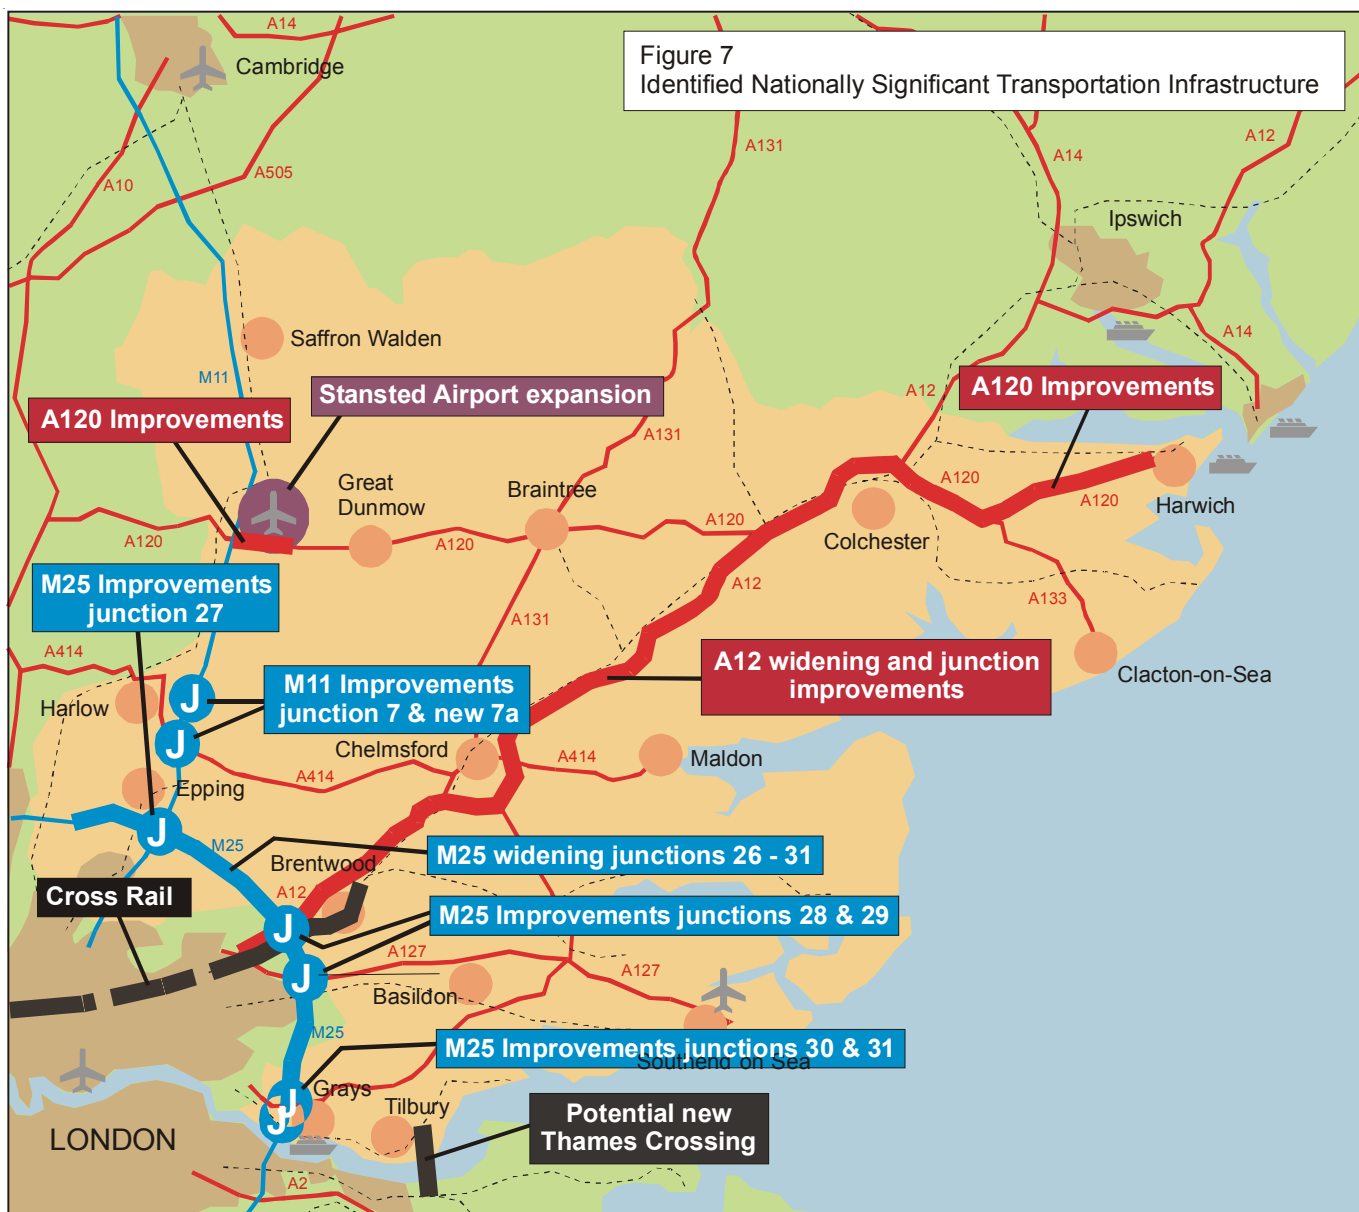 A14
Cambridge
Figure 7
Identified Nationally Significant Transportation Infrastructure
A131
A14
A12
A10
A505
Ipswich
Saffron Walden
M11
A14
A12
Stansted Airport expansion
A120 Improvements
A120 Improvements
A131
Great
Dunmow
Braintree
A120
A120
Harwich
A120
A120
A120
Colchester
M25 Improvements
junction 27
A12
A133
A131
A414
A12 widening and junction
improvements
Clacton-on-Sea
J
M11 Improvements
junction 7 & new 7a
Harlow
J
Chelmsford
A414
Maldon
A414
Epping
J
M25
Brentwood
M25 widening junctions 26 - 31
A12
Cross Rail
M25 Improvements junctions 28 & 29
J
A127
A127
J
Basildon
M25
M25 Improvements junctions 30 & 31
Southend on Sea
Grays
J
J
Tilbury
Potential new
Thames Crossing
LONDON
A2